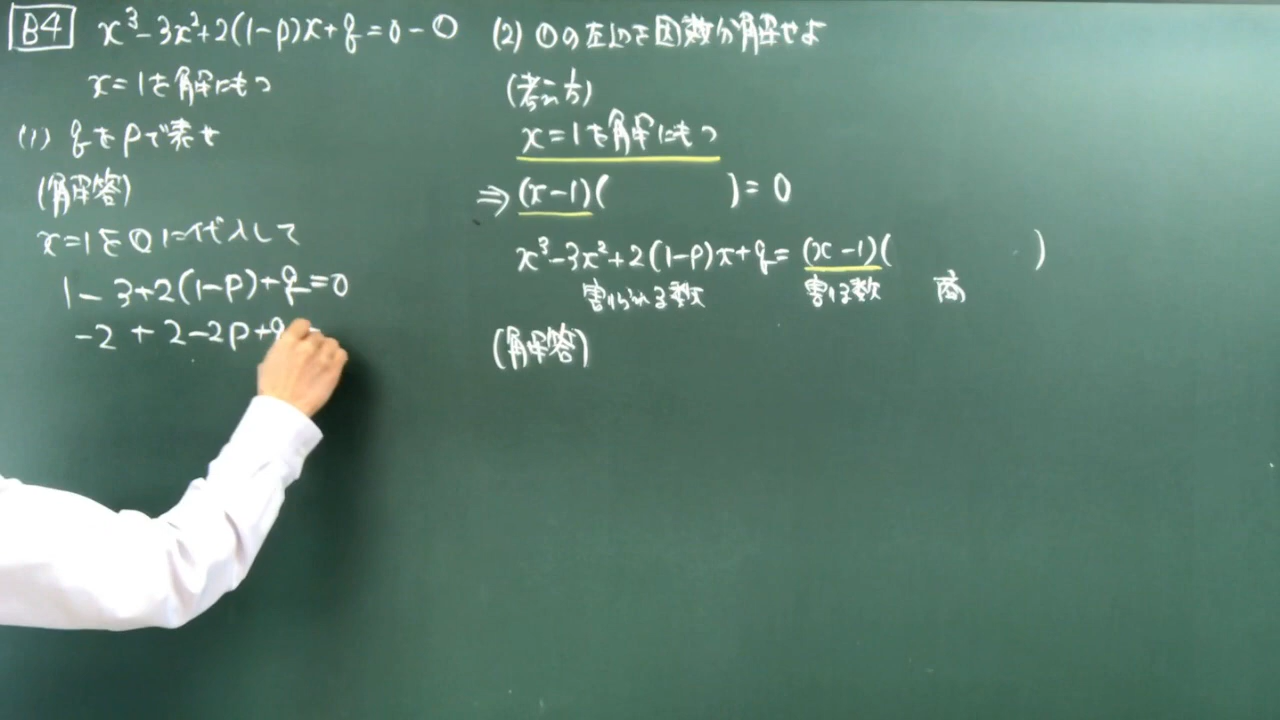 B4 x³-3x²+2(1-p)x+q=0-①
x=1を解にもつ
(1) qをpで表せ
(解答)
x=1を①に代入して
1-3+2(1-p)+q=0
-2+2-2p+q
(2) ①の左辺を因数分解せよ
(考え方)
x=1を解にもつ
⇒(x-1)( )=0
x³-3x²+2(1-p)x+q=(x-1)( )
割られる数 割る数 商
(解答)